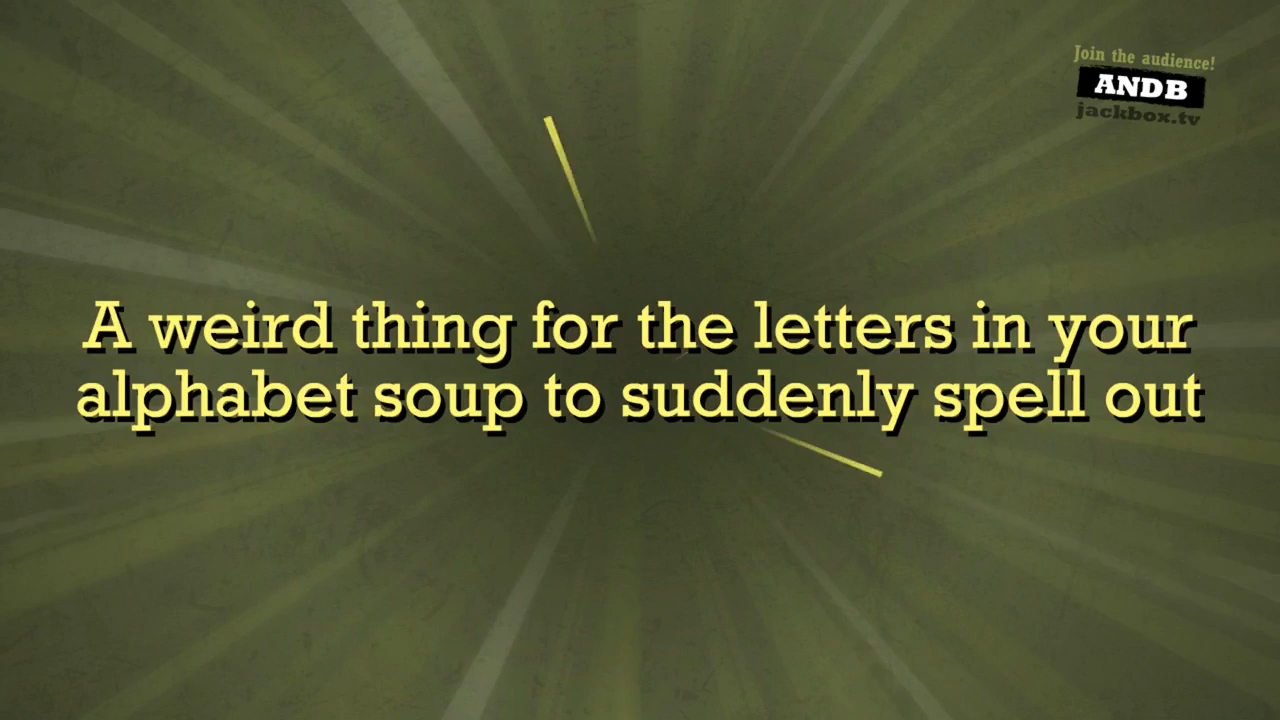 Join the audience!
ANDB
jackbox.tv
A weird thing for the letters in your
alphabet soup to suddenly spell out